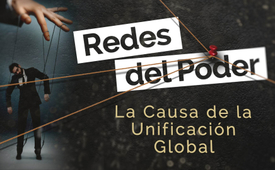 Redes
del Poder
La Causa de la
Unificación
Global